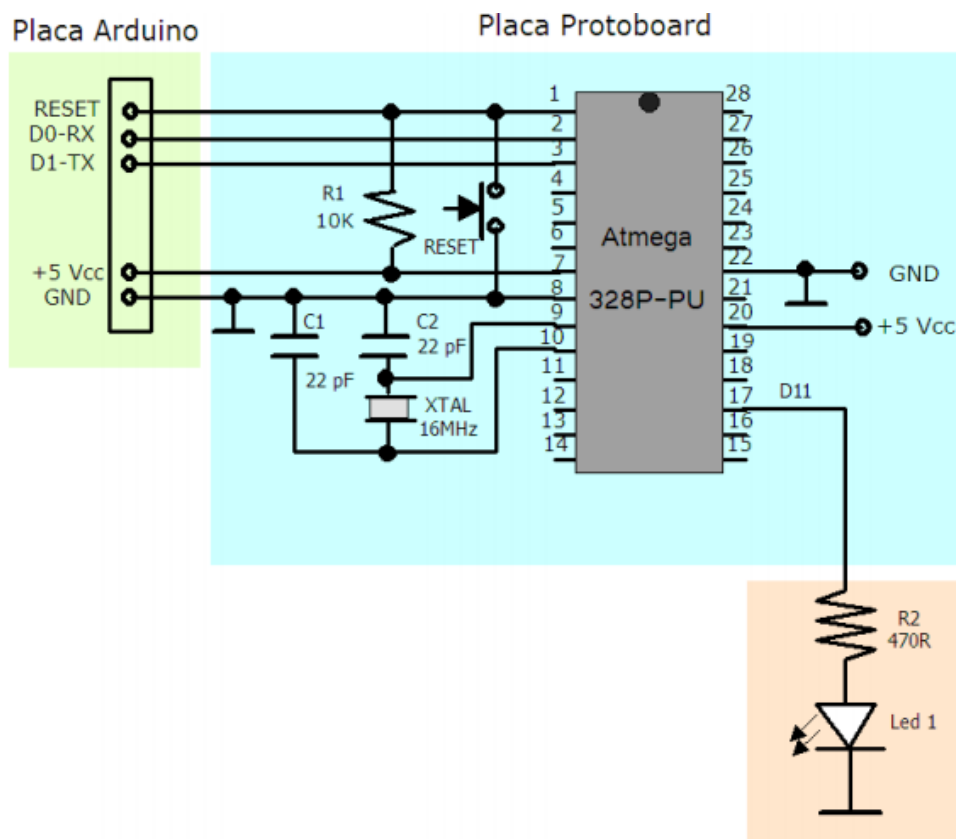 Placa Arduino
Placa Protoboard
RESET
D0-RX
D1-TX
+5 Vcc
GND
R1
10K
RESET
C1
22 pF
C2
22 pF
XTAL
16MHz
1
2
3
4
5
6
7
8
9
10
11
12
13
14
Atmega
328P-PU
28
27
26
25
24
23
22
21
20
19
18
17
16
15
GND
+5 Vcc
D11
R2
470R
Led 1